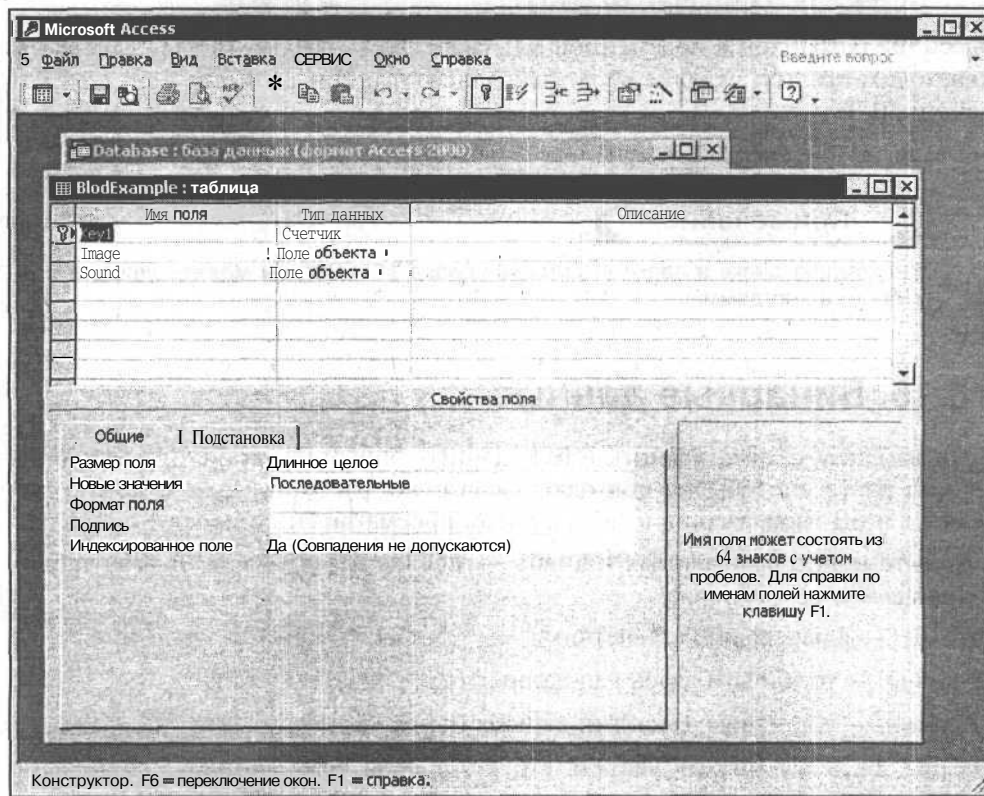 Microsoft Access
5 Файл Правка Вид Вставка СЕРВИС Окно Справка Введите вопрос
Database : база данных (формат Access 2000)
BlodExample : таблица
Имя поля Тип данных Описание
Key1 Счетчик
Image Поле объекта
Sound Поле объекта
Свойства поля
Общие Подстановка
Размер поля Длинное целое
Новые значения Последовательные
Формат поля
Подпись
Индексированное поле Да (Совпадения не допускаются)
Имя поля может состоять из
64 знаков с учетом
пробелов. Для справки по
именам полей нажмите
клавишу F1.
Конструктор. F6 = переключение окон. F1 = справка.